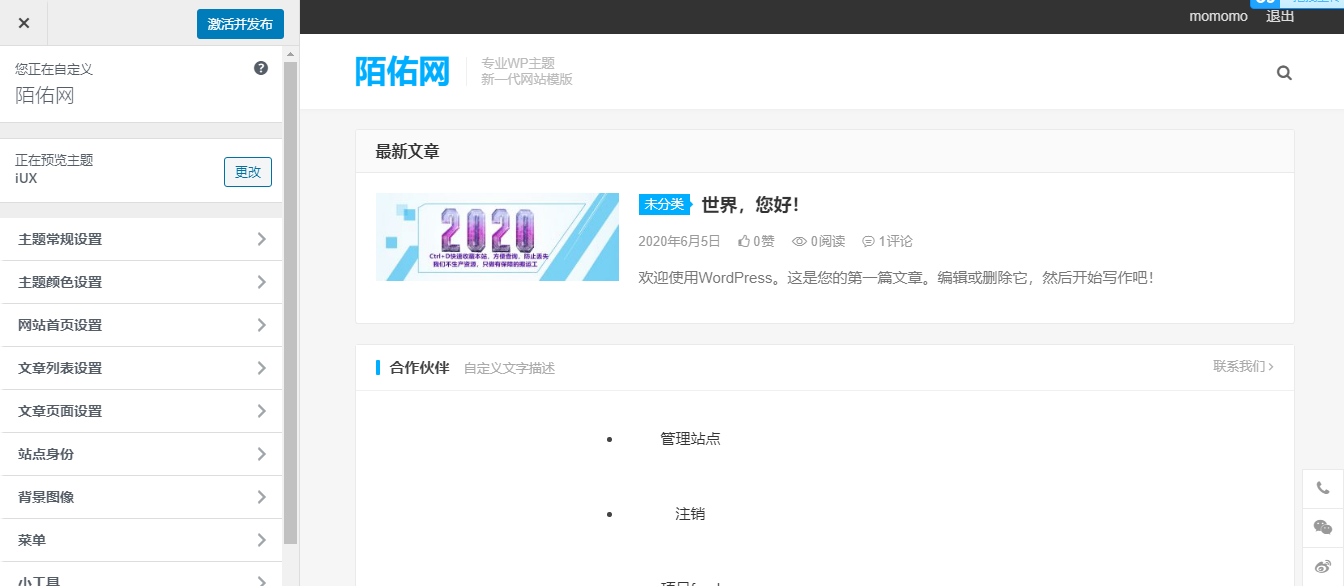 激活并发布
您正在自定义
陌佑网
正在预览主题
iUX
更改
主题常规设置
主题颜色设置
网站首页设置
文章列表设置
文章页面设置
站点身份
背景图像
菜单
小工具
momomo 退出
陌佑网
专业WP主题
新一代网站模版
最新文章
2020
Ctrl+D快速收藏本站，方便查询，防止丢失
我们不生产资源，只做有保障的搬运工
未分类 世界，您好！
2020年6月5日 0赞 0阅读 1评论
欢迎使用WordPress。这是您的第一篇文章。编辑或删除它，然后开始写作吧！
合作伙伴 自定义文字描述 联系我们
管理站点
注销